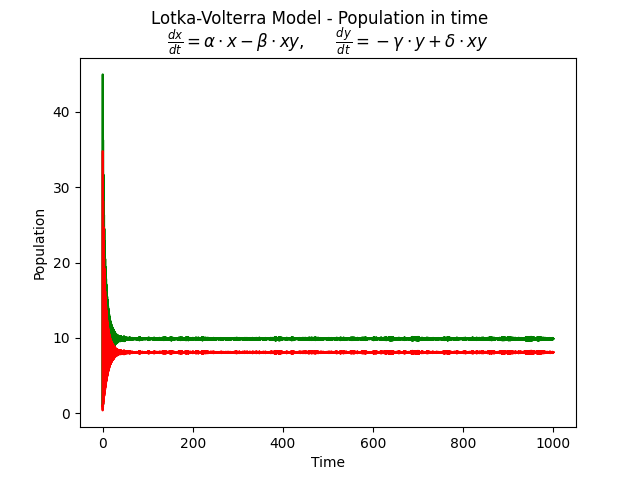 Lotka-Volterra Model - Population in time
dx/dt = α · x − β · xy,     dy/dt = −γ · y + δ · xy
40
30
20
10
0
Population
0 200 400 600 800 1000
Time